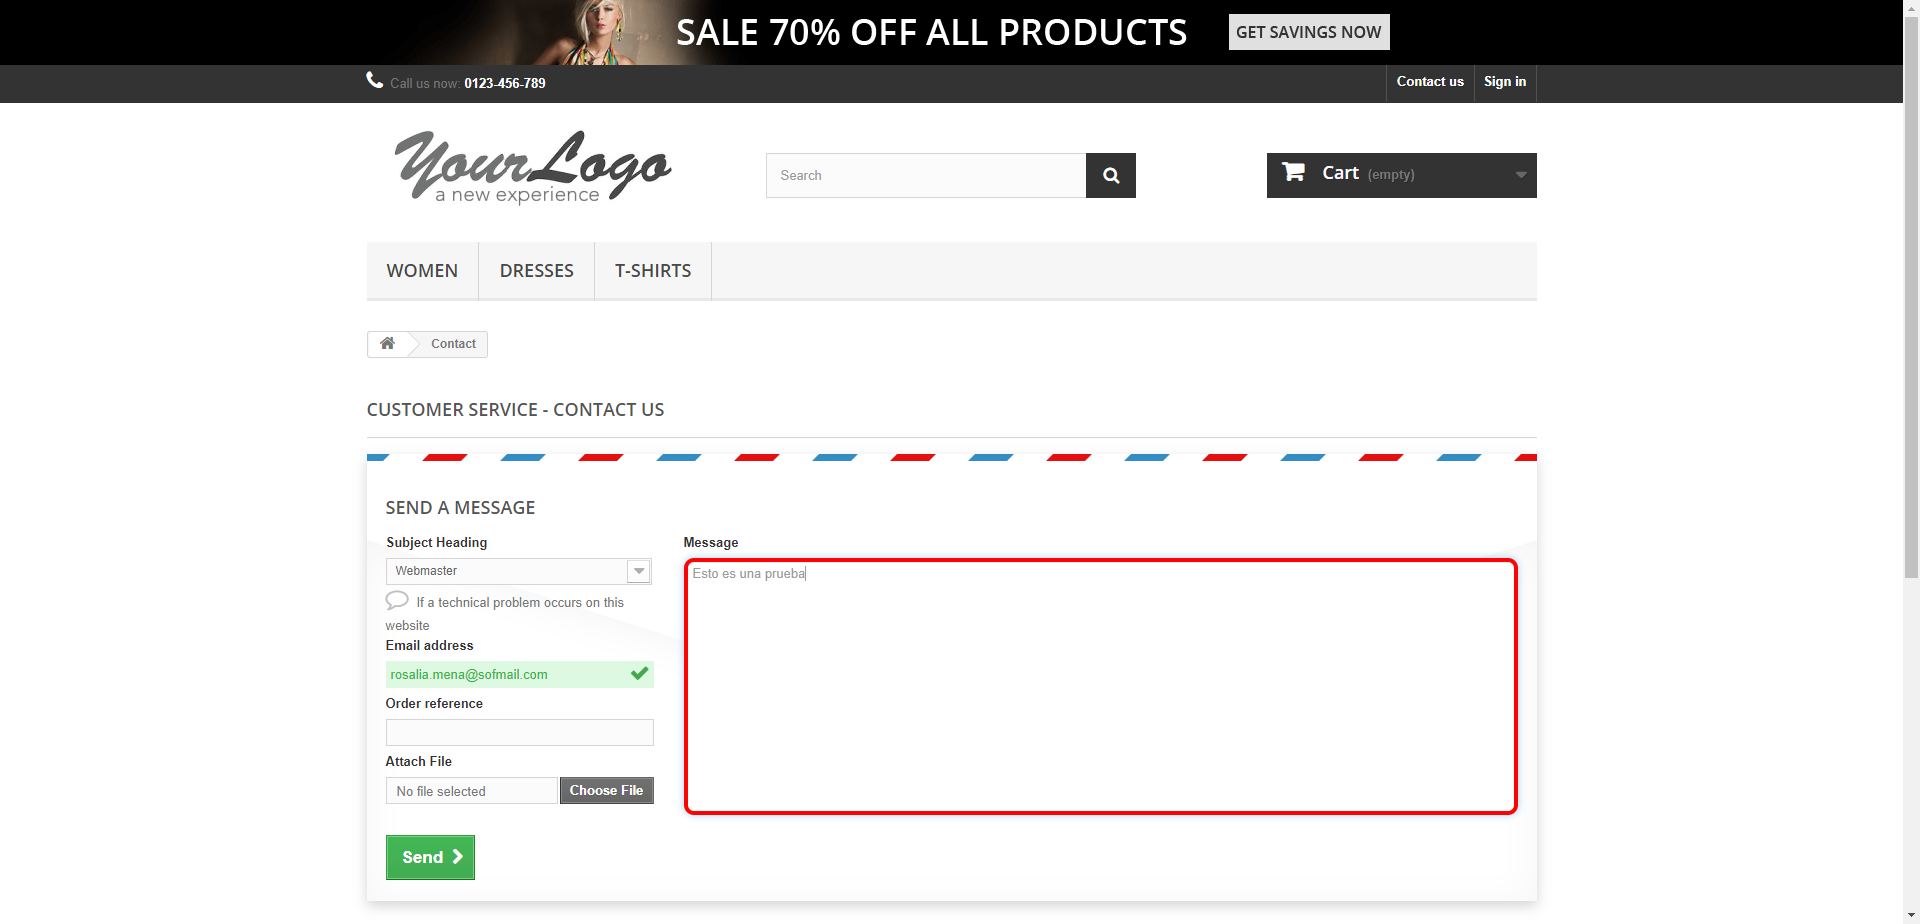 SALE 70% OFF ALL PRODUCTS GET SAVINGS NOW
Call us now: 0123-456-789 Contact us Sign in
YourLogo
a new experience
Search
Cart (empty)
WOMEN DRESSES T-SHIRTS
Contact
CUSTOMER SERVICE - CONTACT US
SEND A MESSAGE
Subject Heading
Webmaster
If a technical problem occurs on this
website
Email address
rosalia.mena@sofmail.com
Order reference
Attach File
No file selected Choose File
Send
Message
Esto es una prueba